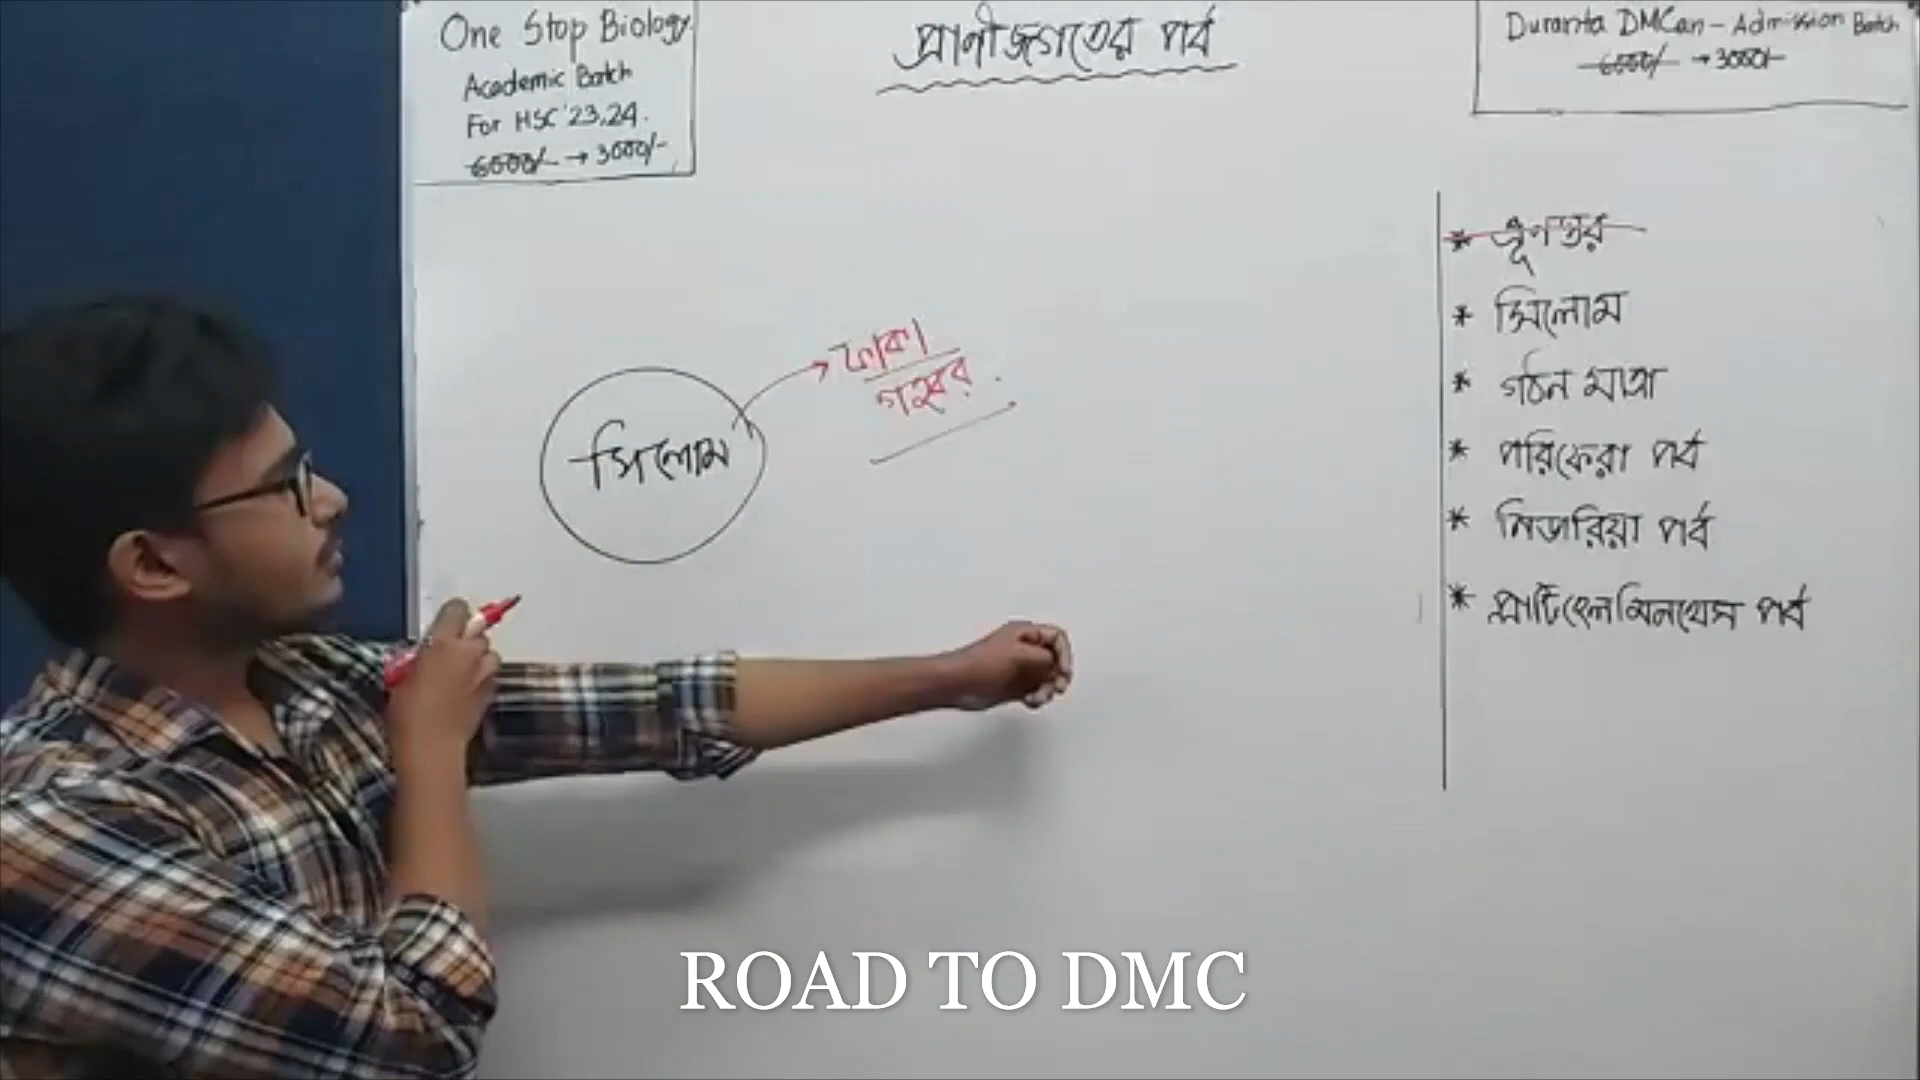 One Stop Biology
Academic Batch
For HSC '23,24.
6000/- → 3000/-
প্রাণীজগতের পর্ব
Duranta DMCan - Admission Batch
6000/- → 3000/-
সিলোম
ফাকা
গহ্বর
* ভ্রূণস্তর
* সিলোম
* গঠন মাত্রা
* পরিফেরা পর্ব
* নিডারিয়া পর্ব
* প্লাটিহেলমিনথেস পর্ব
ROAD TO DMC